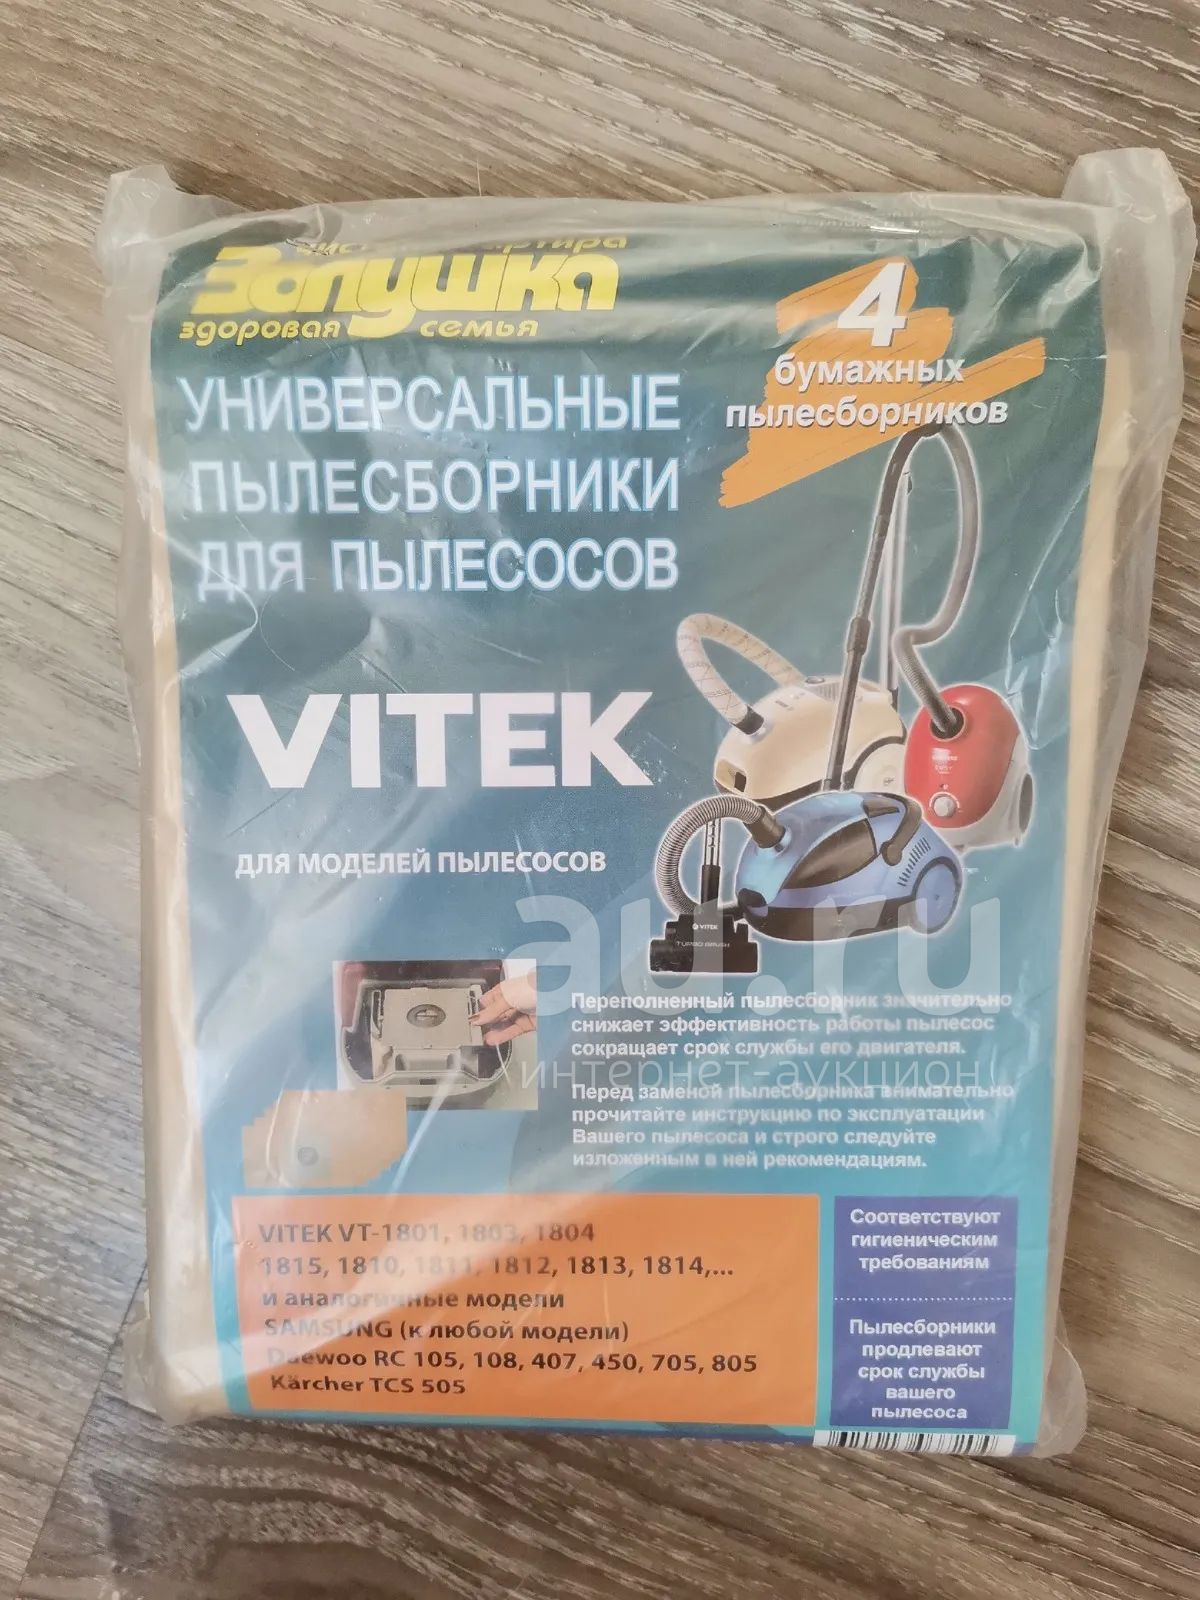 чистая квартира
Золушка
здоровая семья
4
бумажных
пылесборников
УНИВЕРСАЛЬНЫЕ
ПЫЛЕСБОРНИКИ
ДЛЯ ПЫЛЕСОСОВ
VITEK
ДЛЯ МОДЕЛЕЙ ПЫЛЕСОСОВ
VITEK
TURBO BRUSH
au.ru
интернет-аукцион
Переполненный пылесборник значительно
снижает эффективность работы пылесос
сокращает срок службы его двигателя.
Перед заменой пылесборника внимательно
прочитайте инструкцию по эксплуатации
Вашего пылесоса и строго следуйте
изложенным в ней рекомендациям.
VITEK VT-1801, 1803, 1804
1815, 1810, 1811, 1812, 1813, 1814,...
и аналогичные модели
SAMSUNG (к любой модели)
Daewoo RC 105, 108, 407, 450, 705, 805
Kärcher TCS 505
Соответствуют
гигиеническим
требованиям
Пылесборники
продлевают
срок службы
вашего
пылесоса